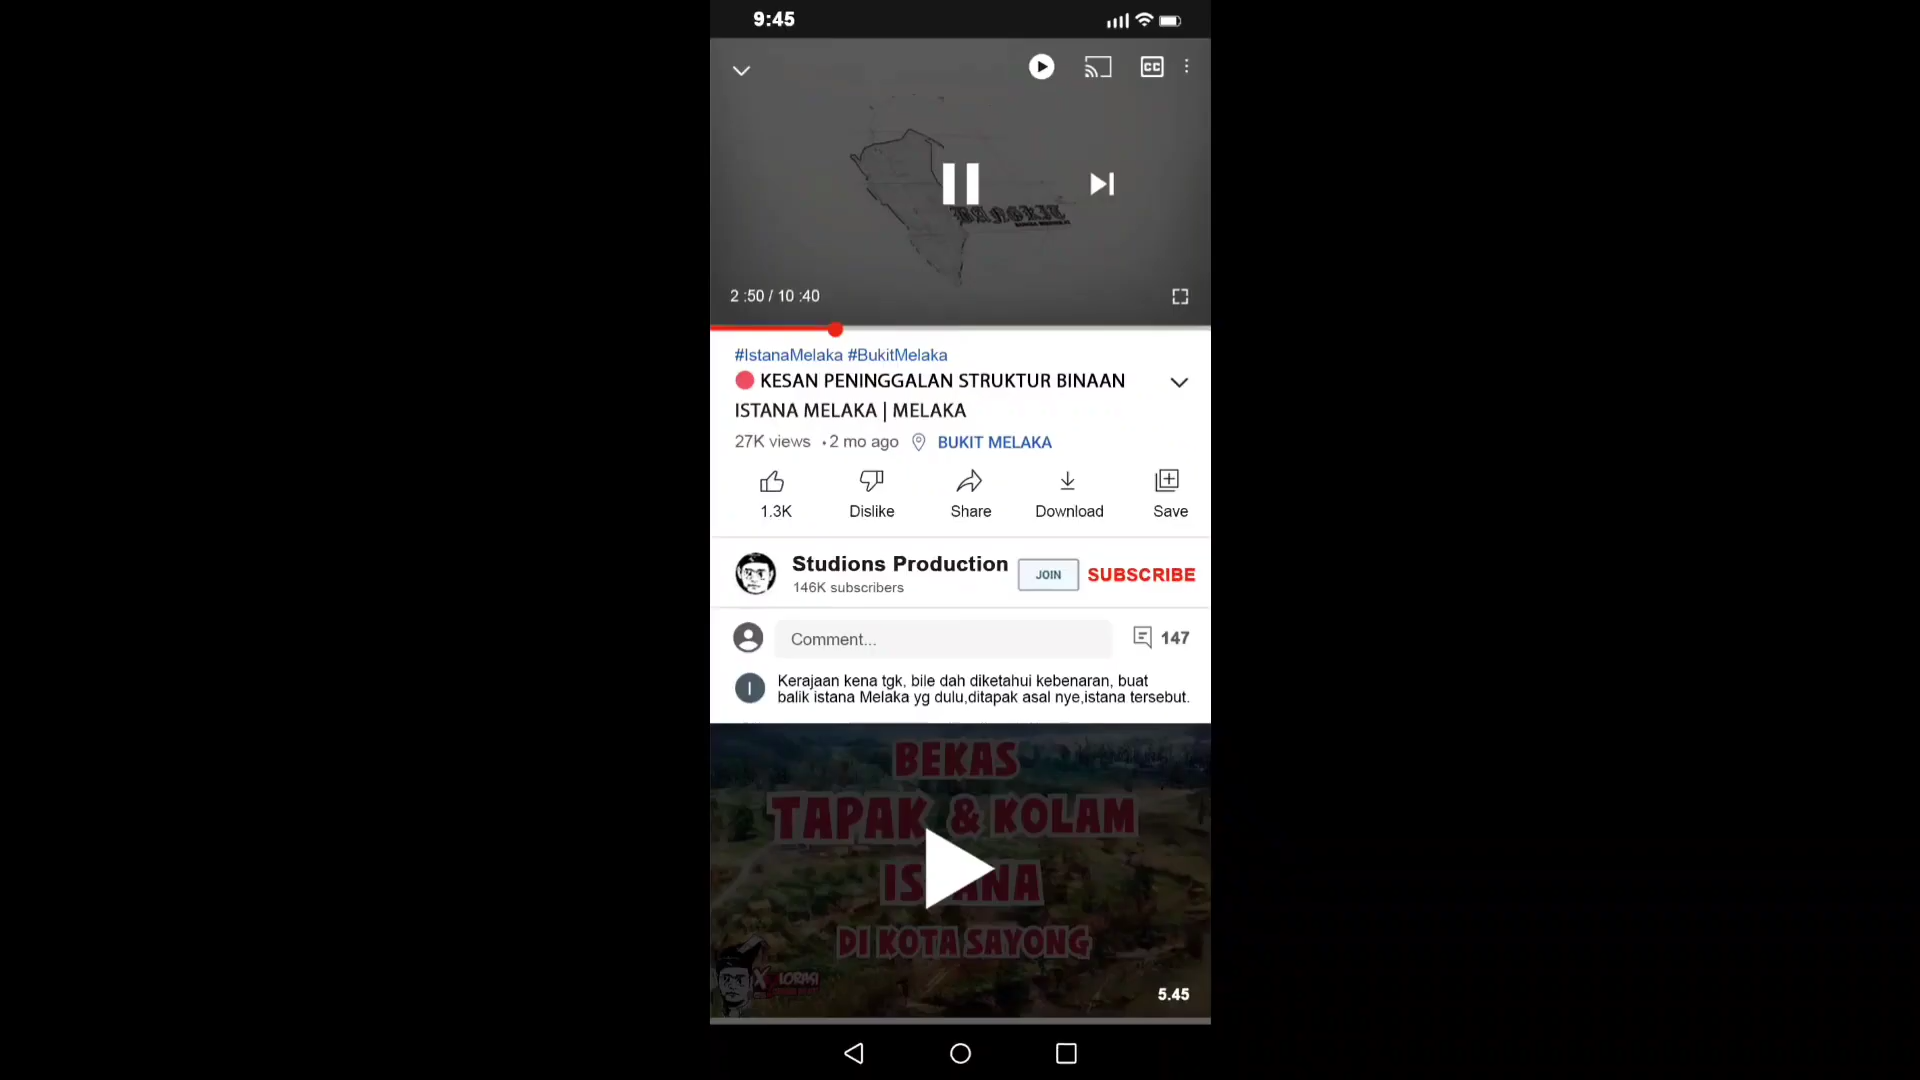 9:45
CC
2 :50 / 10 :40
#IstanaMelaka #BukitMelaka
KESAN PENINGGALAN STRUKTUR BINAAN
ISTANA MELAKA | MELAKA
27K views • 2 mo ago BUKIT MELAKA
1.3K Dislike Share Download Save
Studions Production JOIN SUBSCRIBE
146K subscribers
Comment... 147
I Kerajaan kena tgk, bile dah diketahui kebenaran, buat
balik istana Melaka yg dulu,ditapak asal nye,istana tersebut.
BEKAS
TAPAK & KOLAM
ISTANA
DI KOTA SAYONG
5.45